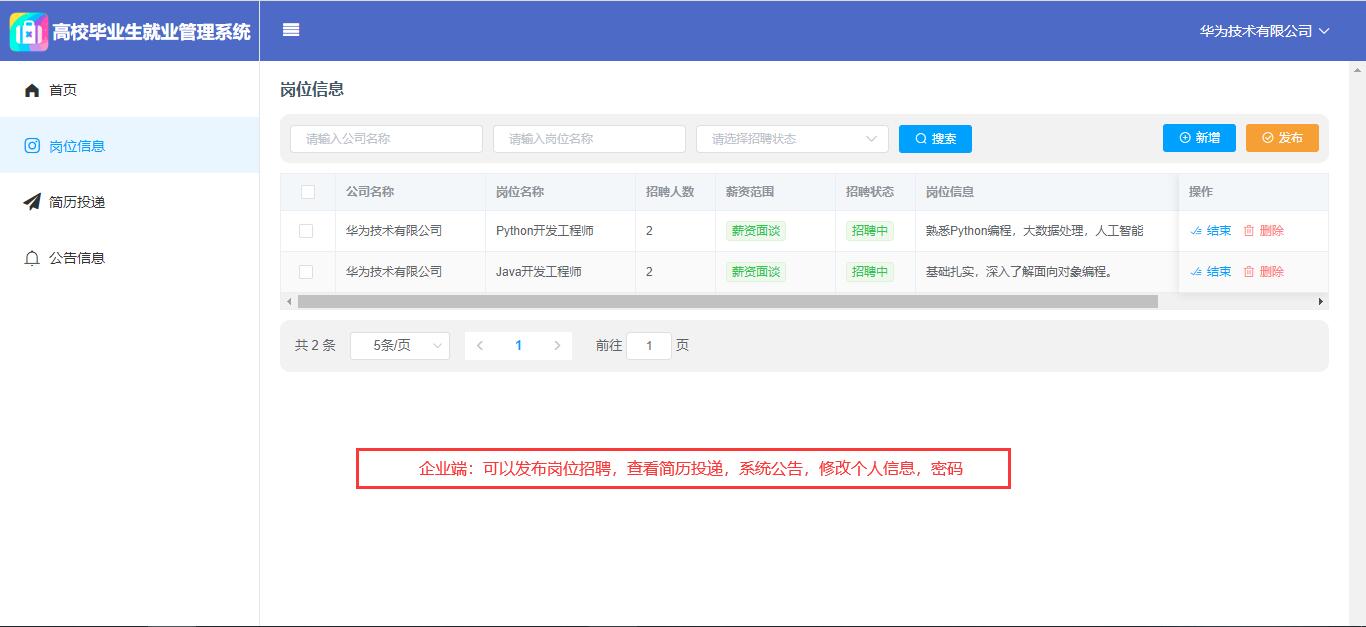 高校毕业生就业管理系统
华为技术有限公司
首页
岗位信息
简历投递
公告信息
岗位信息
请输入公司名称 请输入岗位名称 请选择招聘状态 搜索 新增 发布
公司名称 岗位名称 招聘人数 薪资范围 招聘状态 岗位信息 操作
华为技术有限公司 Python开发工程师 2 薪资面谈 招聘中 熟悉Python编程，大数据处理，人工智能 结束 删除
华为技术有限公司 Java开发工程师 2 薪资面谈 招聘中 基础扎实，深入了解面向对象编程。 结束 删除
共 2 条 5条/页 1 前往 1 页
企业端：可以发布岗位招聘，查看简历投递，系统公告，修改个人信息，密码